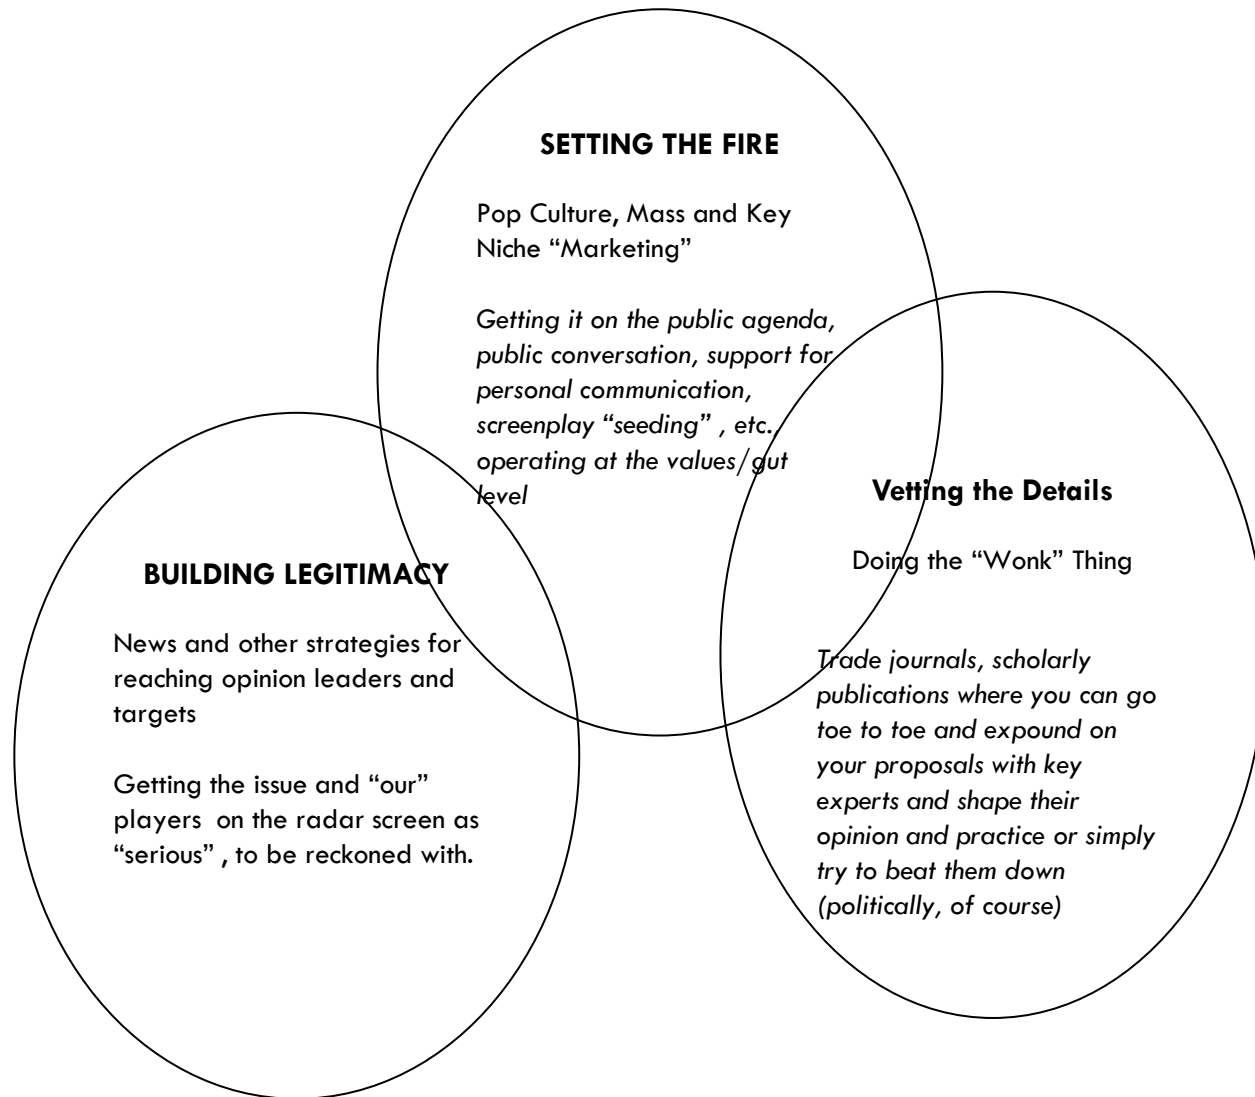 SETTING THE FIRE
Pop Culture, Mass and Key
Niche “Marketing”
Getting it on the public agenda,
public conversation, support for
personal communication,
screenplay “seeding” , etc.,
operating at the values/gut
level
BUILDING LEGITIMACY
News and other strategies for
reaching opinion leaders and
targets
Getting the issue and “our”
players  on the radar screen as
“serious” , to be reckoned with.
Vetting the Details
Doing the “Wonk” Thing
Trade journals, scholarly
publications where you can go
toe to toe and expound on
your proposals with key
experts and shape their
opinion and practice or simply
try to beat them down
(politically, of course)